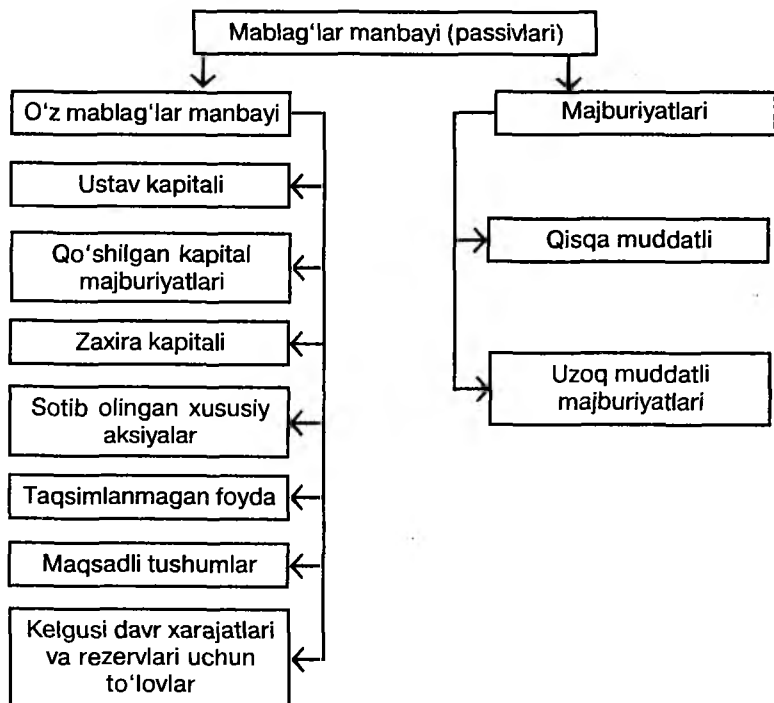 Mablag‘lar manbayi (passivlari)
O‘z mablag‘lar manbayi
Ustav kapitali
Qo‘shilgan kapital
majburiyatlari
Zaxira kapitali
Sotib olingan xususiy
aksiyalar
Taqsimlanmagan foyda
Maqsadli tushumlar
Kelgusi davr xarajatlari
va rezervlari uchun
to‘lovlar
Majburiyatlari
Qisqa muddatli
Uzoq muddatli
majburiyatlari